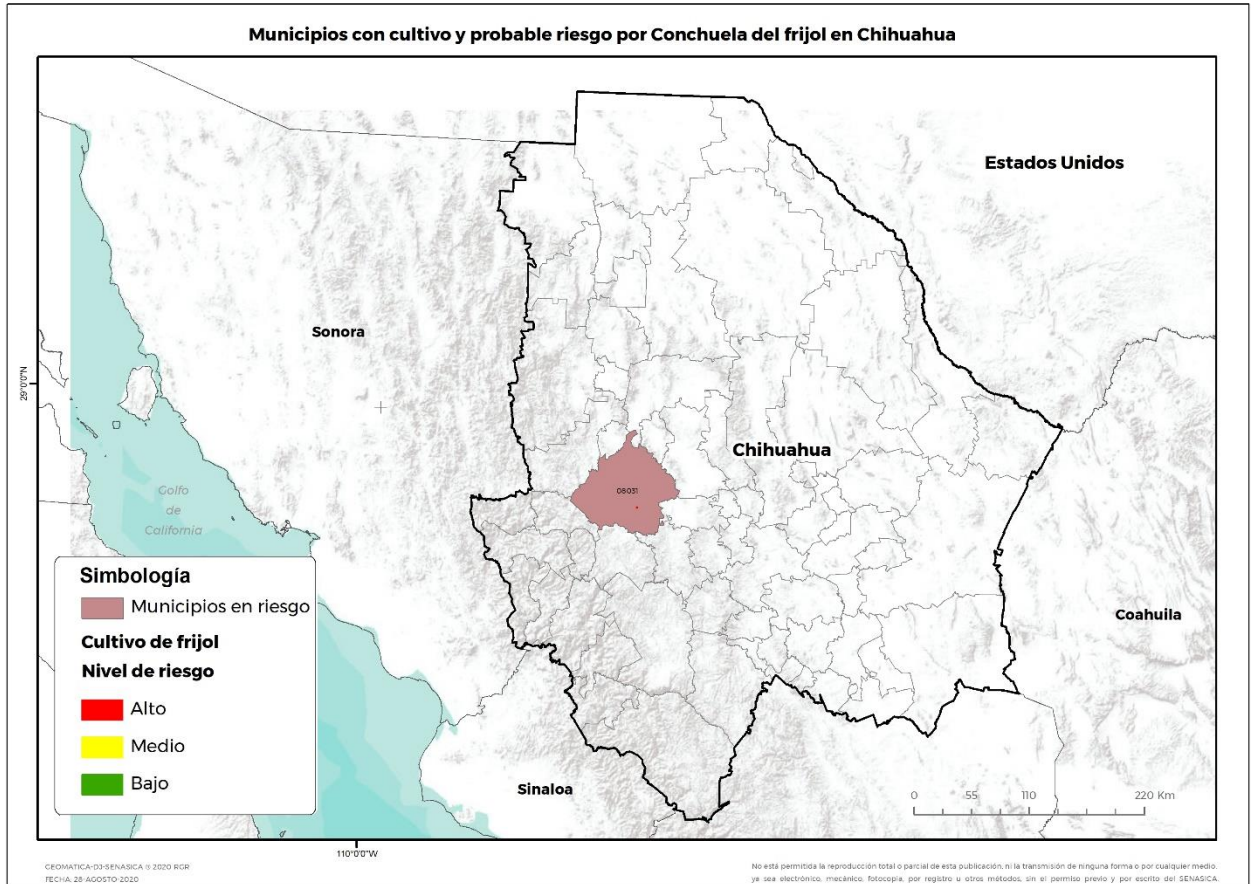 Municipios con cultivo y probable riesgo por Conchuela del frijol en Chihuahua
Estados Unidos
Sonora
29°0'0"N
Chihuahua
08031
Golfo
de
California
Simbología
Municipios en riesgo
Cultivo de frijol
Nivel de riesgo
Alto
Medio
Bajo
Coahuila
Sinaloa
0 55 110 220 Km
110°0'0"W
CEOMATICA-DJ-SENASICA © 2020 RGR
FECHA: 28-AGOSTO-2020
No está permitida la reproducción total o parcial de esta publicación, ni la transmisión de ninguna forma o por cualquier medio,
ya sea electrónico, mecánico, fotocopia, por registro u otros métodos, sin el permiso previo y por escrito del SENASICA.